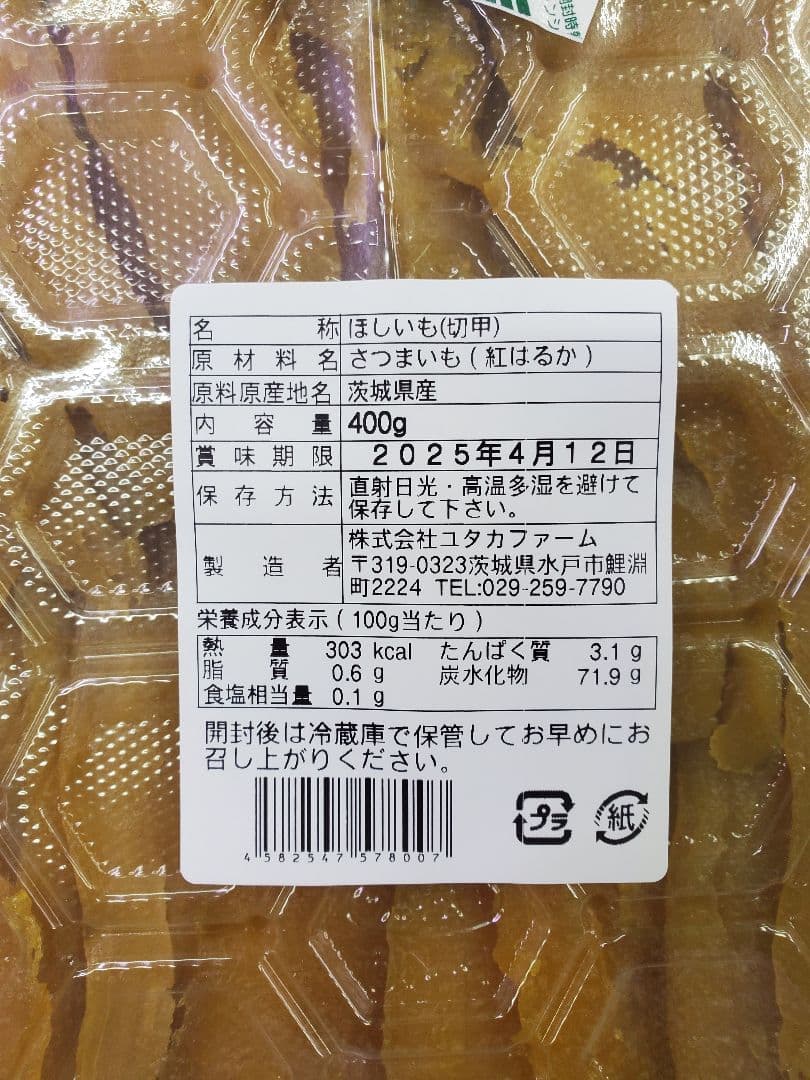 開封時
名称 ほしいも(切甲)
原材料名 さつまいも(紅はるか)
原料原産地名 茨城県産
内容量 400g
賞味期限 2025年4月12日
保存方法 直射日光・高温多湿を避けて
保存して下さい。
製造者 株式会社ユタカファーム
〒319-0323茨城県水戸市鯉淵
町2224 TEL:029-259-7790
栄養成分表示(100g当たり)
熱量 303 kcal たんぱく質 3.1 g
脂質 0.6 g 炭水化物 71.9 g
食塩相当量 0.1 g
開封後は冷蔵庫で保管してお早めにお
召し上がりください。
4582547578007
プラ 紙